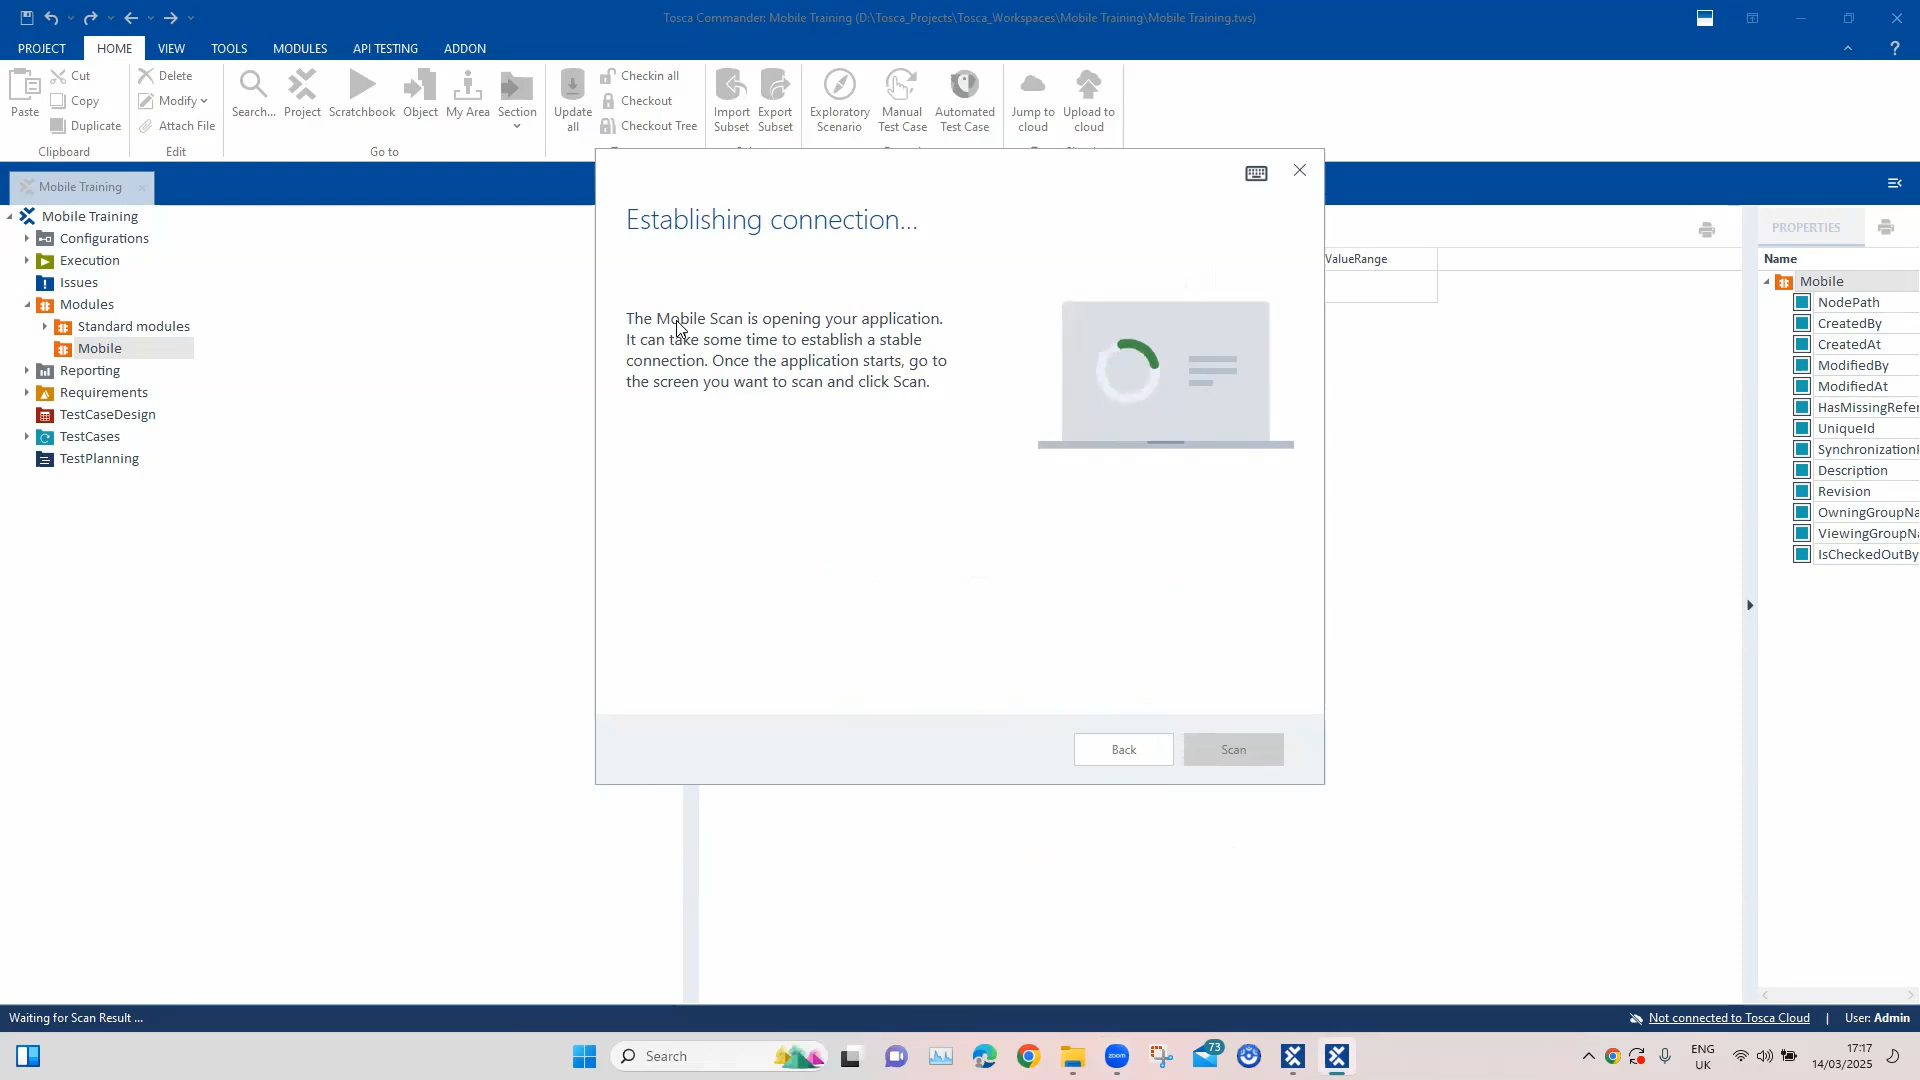 Tosca Commander: Mobile Training (D:\Tosca_Projects\Tosca_Workspaces\Mobile Training\Mobile Training.tws)
PROJECT HOME VIEW TOOLS MODULES API TESTING ADDON
Paste
Cut
Copy
Duplicate
Clipboard
Delete
Modify
Attach File
Edit
Search...
Project
Scratchbook
Object
My Area
Section
Go to
Update all
Checkin all
Checkout
Checkout Tree
Import Subset
Export Subset
Exploratory Scenario
Manual Test Case
Automated Test Case
Jump to cloud
Upload to cloud
Mobile Training
Mobile Training
Configurations
Execution
Issues
Modules
Standard modules
Mobile
Reporting
Requirements
TestCaseDesign
TestCases
TestPlanning
Establishing connection...
The Mobile Scan is opening your application.
It can take some time to establish a stable
connection. Once the application starts, go to
the screen you want to scan and click Scan.
Back
Scan
ValueRange
PROPERTIES
Name
Mobile
NodePath
CreatedBy
CreatedAt
ModifiedBy
ModifiedAt
HasMissingRefer
UniqueId
Synchronization
Description
Revision
OwningGroupNa
ViewingGroupNa
IsCheckedOutBy
Waiting for Scan Result ...
Not connected to Tosca Cloud | User: Admin
Search
zoom
73
ENG
UK
17:17
14/03/2025